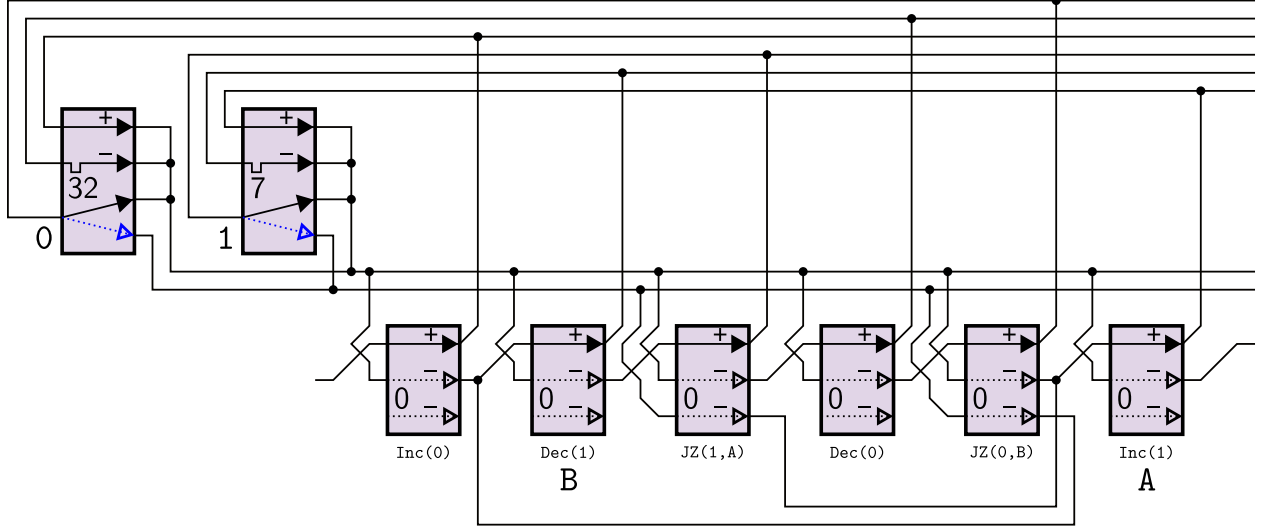 + +
− −
32 7
0 1
+ + + + + +
− − − − − −
0 0 0 0 0 0
− − − − − −
Inc(0) Dec(1) JZ(1,A) Dec(0) JZ(0,B) Inc(1)
B A